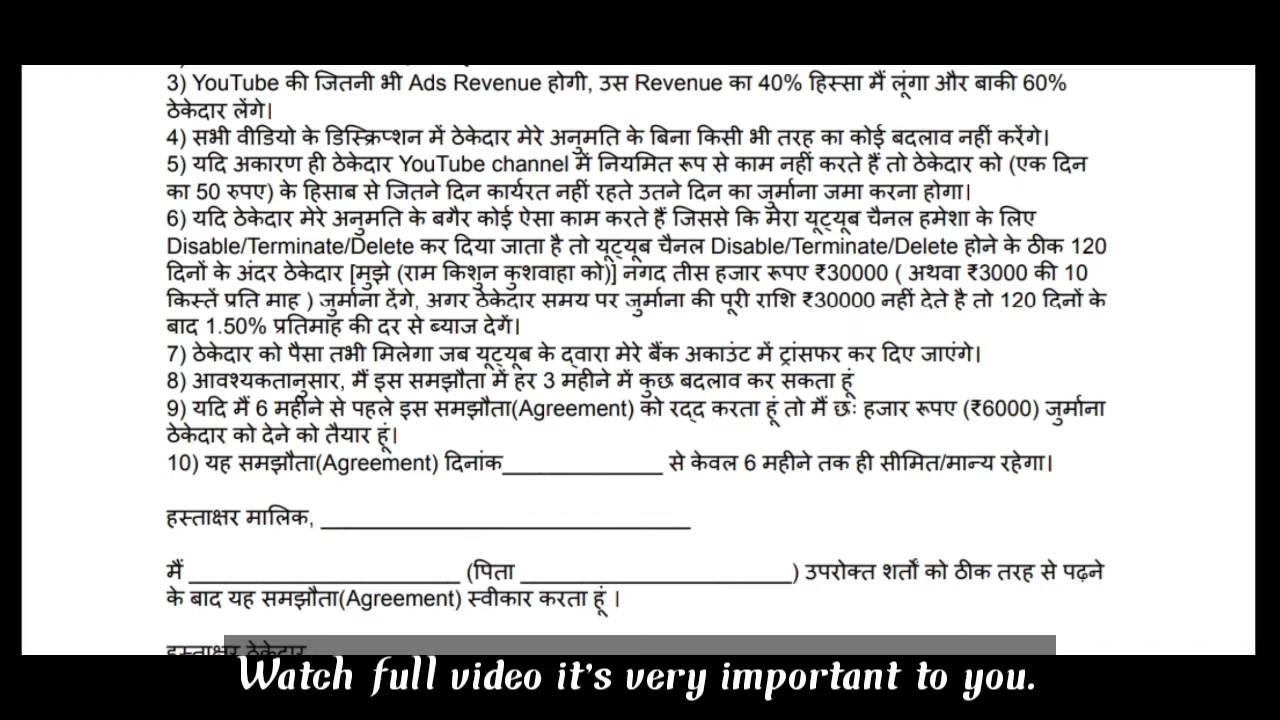 3) YouTube की जितनी भी Ads Revenue होगी, उस Revenue का 40% हिस्सा मैं लूंगा और बाकी 60%
ठेकेदार लेंगे।
4) सभी वीडियो के डिस्क्रिप्शन में ठेकेदार मेरे अनुमति के बिना किसी भी तरह का कोई बदलाव नहीं करेंगे।
5) यदि अकारण ही ठेकेदार YouTube channel में नियमित रूप से काम नहीं करते हैं तो ठेकेदार को (एक दिन
का 50 रुपए) के हिसाब से जितने दिन कार्यरत नहीं रहते उतने दिन का जुर्माना जमा करना होगा।
6) यदि ठेकेदार मेरे अनुमति के बगैर कोई ऐसा काम करते हैं जिससे कि मेरा यूट्यूब चैनल हमेशा के लिए
Disable/Terminate/Delete कर दिया जाता है तो यूट्यूब चैनल Disable/Terminate/Delete होने के ठीक 120
दिनों के अंदर ठेकेदार [मुझे (राम किशुन कुशवाहा को)] नगद तीस हजार रूपए ₹30000 ( अथवा ₹3000 की 10
किस्तें प्रति माह ) जुर्माना देंगे, अगर ठेकेदार समय पर जुर्माना की पूरी राशि ₹30000 नहीं देते है तो 120 दिनों के
बाद 1.50% प्रतिमाह की दर से ब्याज देगें।
7) ठेकेदार को पैसा तभी मिलेगा जब यूट्यूब के द्वारा मेरे बैंक अकाउंट में ट्रांसफर कर दिए जाएंगे।
8) आवश्यकतानुसार, मैं इस समझौता में हर 3 महीने में कुछ बदलाव कर सकता हूं
9) यदि मैं 6 महीने से पहले इस समझौता(Agreement) को रद्द करता हूं तो मैं छः हजार रूपए (₹6000) जुर्माना
ठेकेदार को देने को तैयार हूं।
10) यह समझौता(Agreement) दिनांक_____________ से केवल 6 महीने तक ही सीमित/मान्य रहेगा।
हस्ताक्षर मालिक, ______________________________
मैं ______________________ (पिता ______________________) उपरोक्त शर्तों को ठीक तरह से पढ़ने
के बाद यह समझौता(Agreement) स्वीकार करता हूं ।
हस्ताक्षर ठेकेदार
Watch full video it's very important to you.